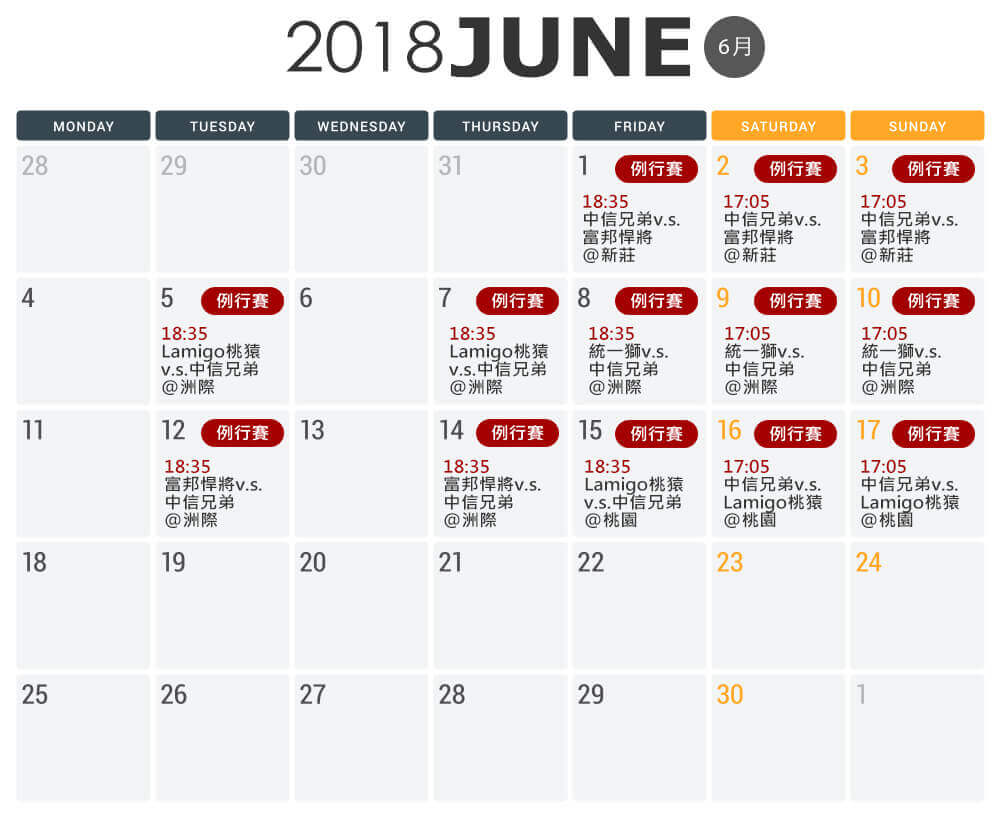 2018 JUNE 6月
MONDAY TUESDAY WEDNESDAY THURSDAY FRIDAY SATURDAY SUNDAY
28
29
30
31
1 例行賽
18:35
中信兄弟v.s.
富邦悍將
@新莊
2 例行賽
17:05
中信兄弟v.s.
富邦悍將
@新莊
3 例行賽
17:05
中信兄弟v.s.
富邦悍將
@新莊
4
5 例行賽
18:35
Lamigo桃猿
v.s.中信兄弟
@洲際
6
7 例行賽
18:35
Lamigo桃猿
v.s.中信兄弟
@洲際
8 例行賽
18:35
統一獅v.s.
中信兄弟
@洲際
9 例行賽
17:05
統一獅v.s.
中信兄弟
@洲際
10 例行賽
17:05
統一獅v.s.
中信兄弟
@洲際
11
12 例行賽
18:35
富邦悍將v.s.
中信兄弟
@洲際
13
14 例行賽
18:35
富邦悍將v.s.
中信兄弟
@洲際
15 例行賽
18:35
Lamigo桃猿
v.s.中信兄弟
@桃園
16 例行賽
17:05
中信兄弟v.s.
Lamigo桃猿
@桃園
17 例行賽
17:05
中信兄弟v.s.
Lamigo桃猿
@桃園
18
19
20
21
22
23
24
25
26
27
28
29
30
1